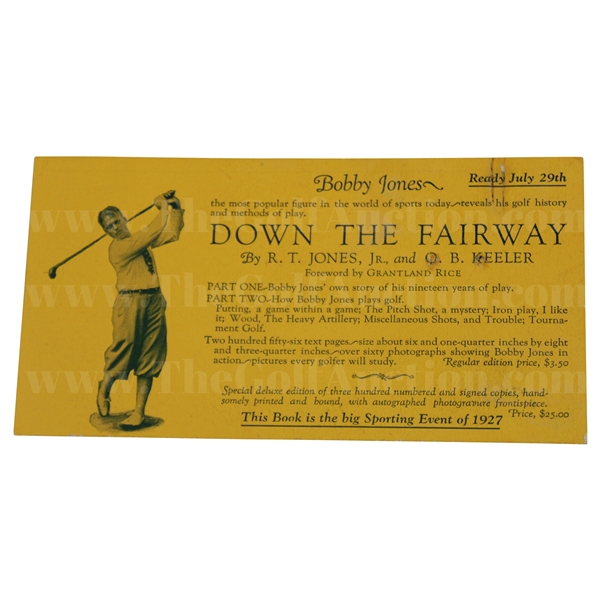 Bobby Jones
Ready July 29th
the most popular figure in the world of sports today~reveals his golf history
and methods of play.
DOWN THE FAIRWAY
By R. T. JONES, Jr., and O. B. KEELER
Foreword by GRANTLAND RICE
PART ONE~Bobby Jones' own story of his nineteen years of play.
PART TWO~How Bobby Jones plays golf.
Putting, a game within a game; The Pitch Shot, a mystery; Iron play, I like
it; Wood, The Heavy Artillery; Miscellaneous Shots, and Trouble; Tourna-
ment Golf.
Two hundred fifty-six text pages~size about six and one-quarter inches by eight
and three-quarter inches~over sixty photographs showing Bobby Jones in
action~pictures every golfer will study. Regular edition price, $3.50
Special deluxe edition of three hundred numbered and signed copies, hand-
somely printed and bound, with autographed photogravure frontispiece.
Price, $25.00
This Book is the big Sporting Event of 1927